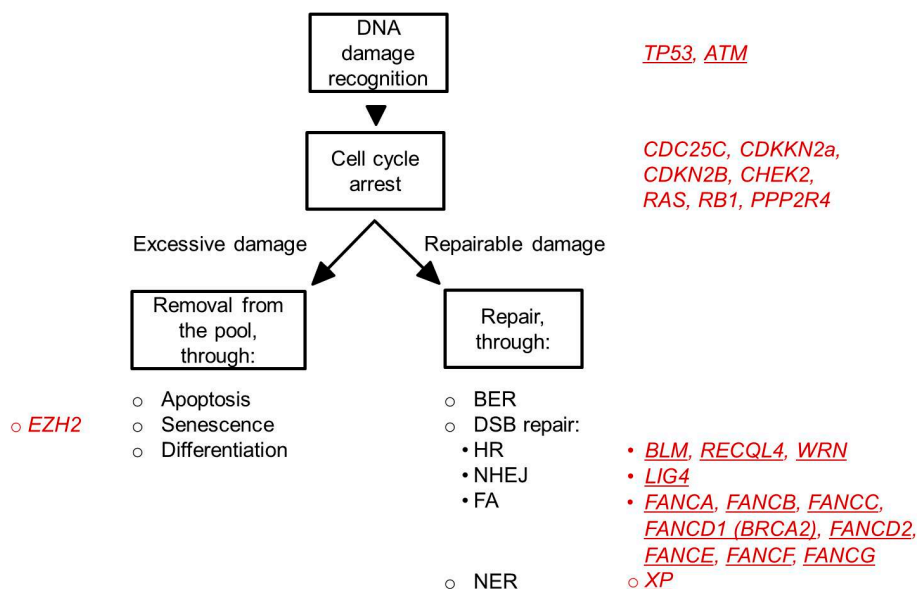 DNA
damage
recognition
TP53, ATM
Cell cycle
arrest
CDC25C, CDKKN2a,
CDKN2B, CHEK2,
RAS, RB1, PPP2R4
Excessive damage
Repairable damage
Removal from
the pool,
through:
Repair,
through:
○ EZH2
○ Apoptosis
○ Senescence
○ Differentiation
○ BER
○ DSB repair:
• HR
• NHEJ
• FA
○ NER
• BLM, RECQL4, WRN
• LIG4
• FANCA, FANCB, FANCC,
FANCD1 (BRCA2), FANCD2,
FANCE, FANCF, FANCG
○ XP